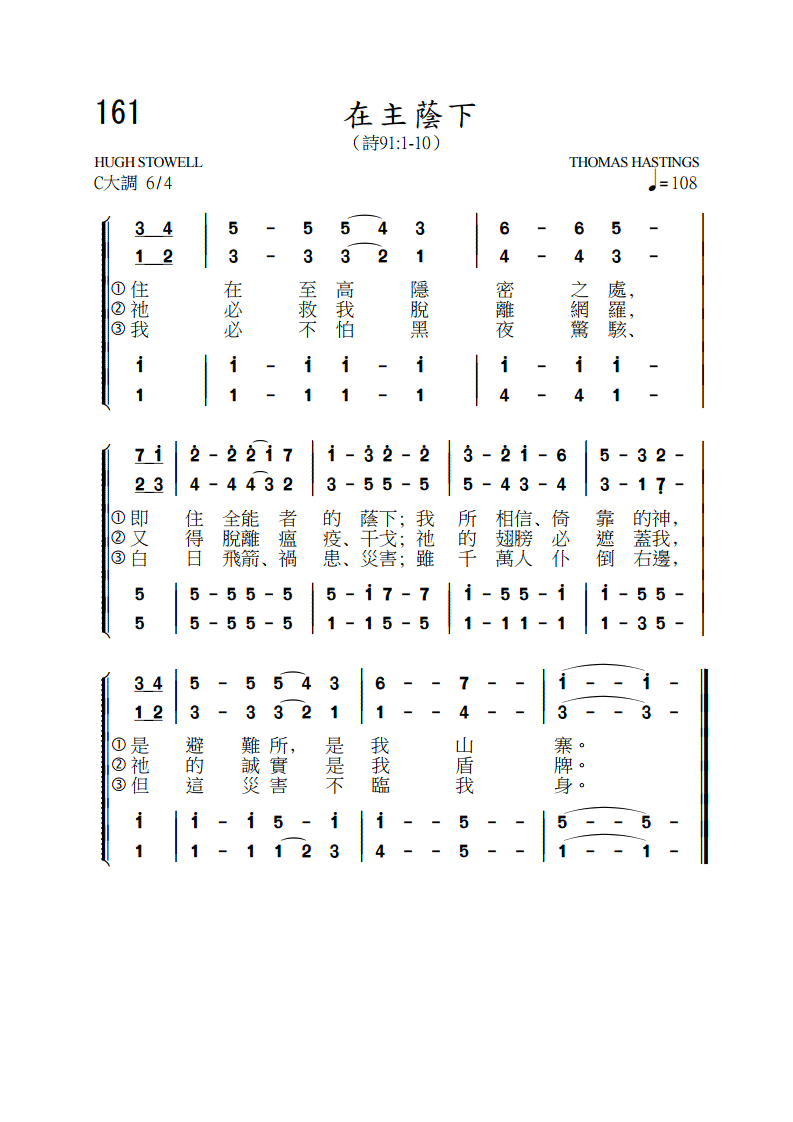 161
在主蔭下
（詩91:1-10）
HUGH STOWELL THOMAS HASTINGS
C大調 6/4 ♩=108
3 4 | 5 - 5 5 4 3 | 6 - 6 5 - |
1 2 | 3 - 3 3 2 1 | 4 - 4 3 - |
①住 在 至 高 隱 密 之 處，
②祂 必 救 我 脫 離 網 羅，
③我 必 不 怕 黑 夜 驚 駭、
i | i - i i - i | i - i i - |
1 | 1 - 1 1 - 1 | 4 - 4 1 - |
7 i | 2̇ - 2̇ 2̇ i 7 | i - 3̇ 2̇ - 2̇ | 3̇ - 2̇ i - 6 | 5 - 3 2 - |
2 3 | 4 - 4 4 3 2 | 3 - 5 5 - 5 | 5 - 4 3 - 4 | 3 - 1 7̣ - |
①即 住 全能 者 的 蔭下；我 所 相信、倚 靠 的神，
②又 得 脫離 瘟 疫、干戈；祂 的 翅膀 必 遮 蓋我，
③白 日 飛箭、禍 患、災害；雖 千 萬人 仆 倒 右邊，
5 | 5 - 5 5 - 5 | 5 - i 7 - 7 | i - 5 5 - i | i - 5 5 - |
5 | 5 - 5 5 - 5 | 1 - 1 5 - 5 | 1 - 1 1 - 1 | 1 - 3 5 - |
3 4 | 5 - 5 5 4 3 | 6 - - 7 - - | i - - i - ‖
1 2 | 3 - 3 3 2 1 | 1 - - 4 - - | 3 - - 3 - ‖
①是 避 難 所，是 我 山 寨。
②祂 的 誠 實 是 我 盾 牌。
③但 這 災 害 不 臨 我 身。
i | i - i 5 - i | i - - 5 - - | 5 - - 5 - ‖
1 | 1 - 1 1 2 3 | 4 - - 5 - - | 1 - - 1 - ‖